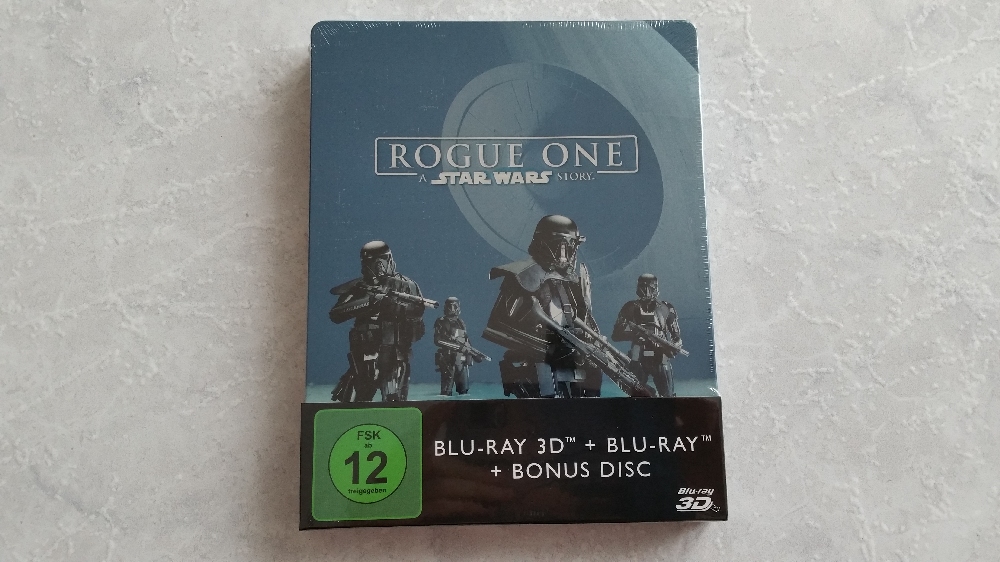 ROGUE ONE
A STAR WARS STORY
FSK
ab
12
freigegeben
BLU-RAY 3D™ + BLU-RAY™
+ BONUS DISC
Blu-ray
3D